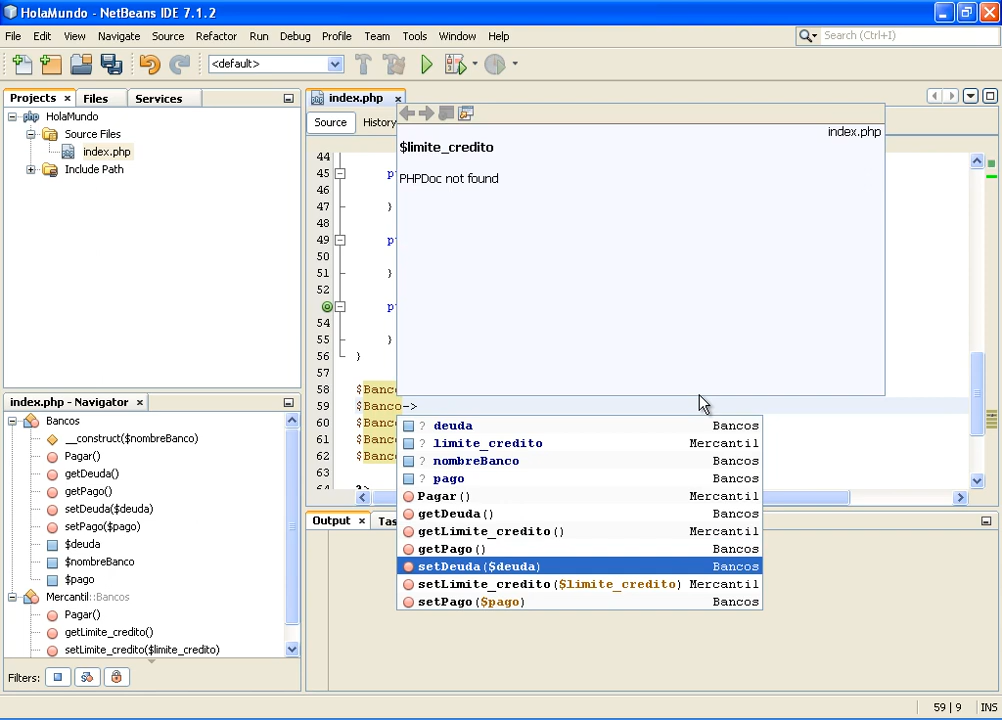 HolaMundo - NetBeans IDE 7.1.2
File Edit View Navigate Source Refactor Run Debug Profile Team Tools Window Help
Search (Ctrl+I)
<default>
Projects × Files Services
HolaMundo
Source Files
index.php
Include Path
index.php ×
Source History
index.php
$limite_credito
PHPDoc not found
44
45
46
47 }
48
49
50
51 }
52
54
55 }
56 }
57
58 $Banco
59 $Banco->
60 $Banco
61 $Banco
62 $Banco
63
64 ?>
? deuda Bancos
? limite_credito Mercantil
? nombreBanco Bancos
? pago Bancos
Pagar() Mercantil
getDeuda() Bancos
getLimite_credito() Mercantil
getPago() Bancos
setDeuda($deuda) Bancos
setLimite_credito($limite_credito) Mercantil
setPago($pago) Bancos
index.php - Navigator ×
Bancos
__construct($nombreBanco)
Pagar()
getDeuda()
getPago()
setDeuda($deuda)
setPago($pago)
$deuda
$nombreBanco
$pago
Mercantil::Bancos
Pagar()
getLimite_credito()
setLimite_credito($limite_credito)
Filters:
Output ×
59 | 9 INS